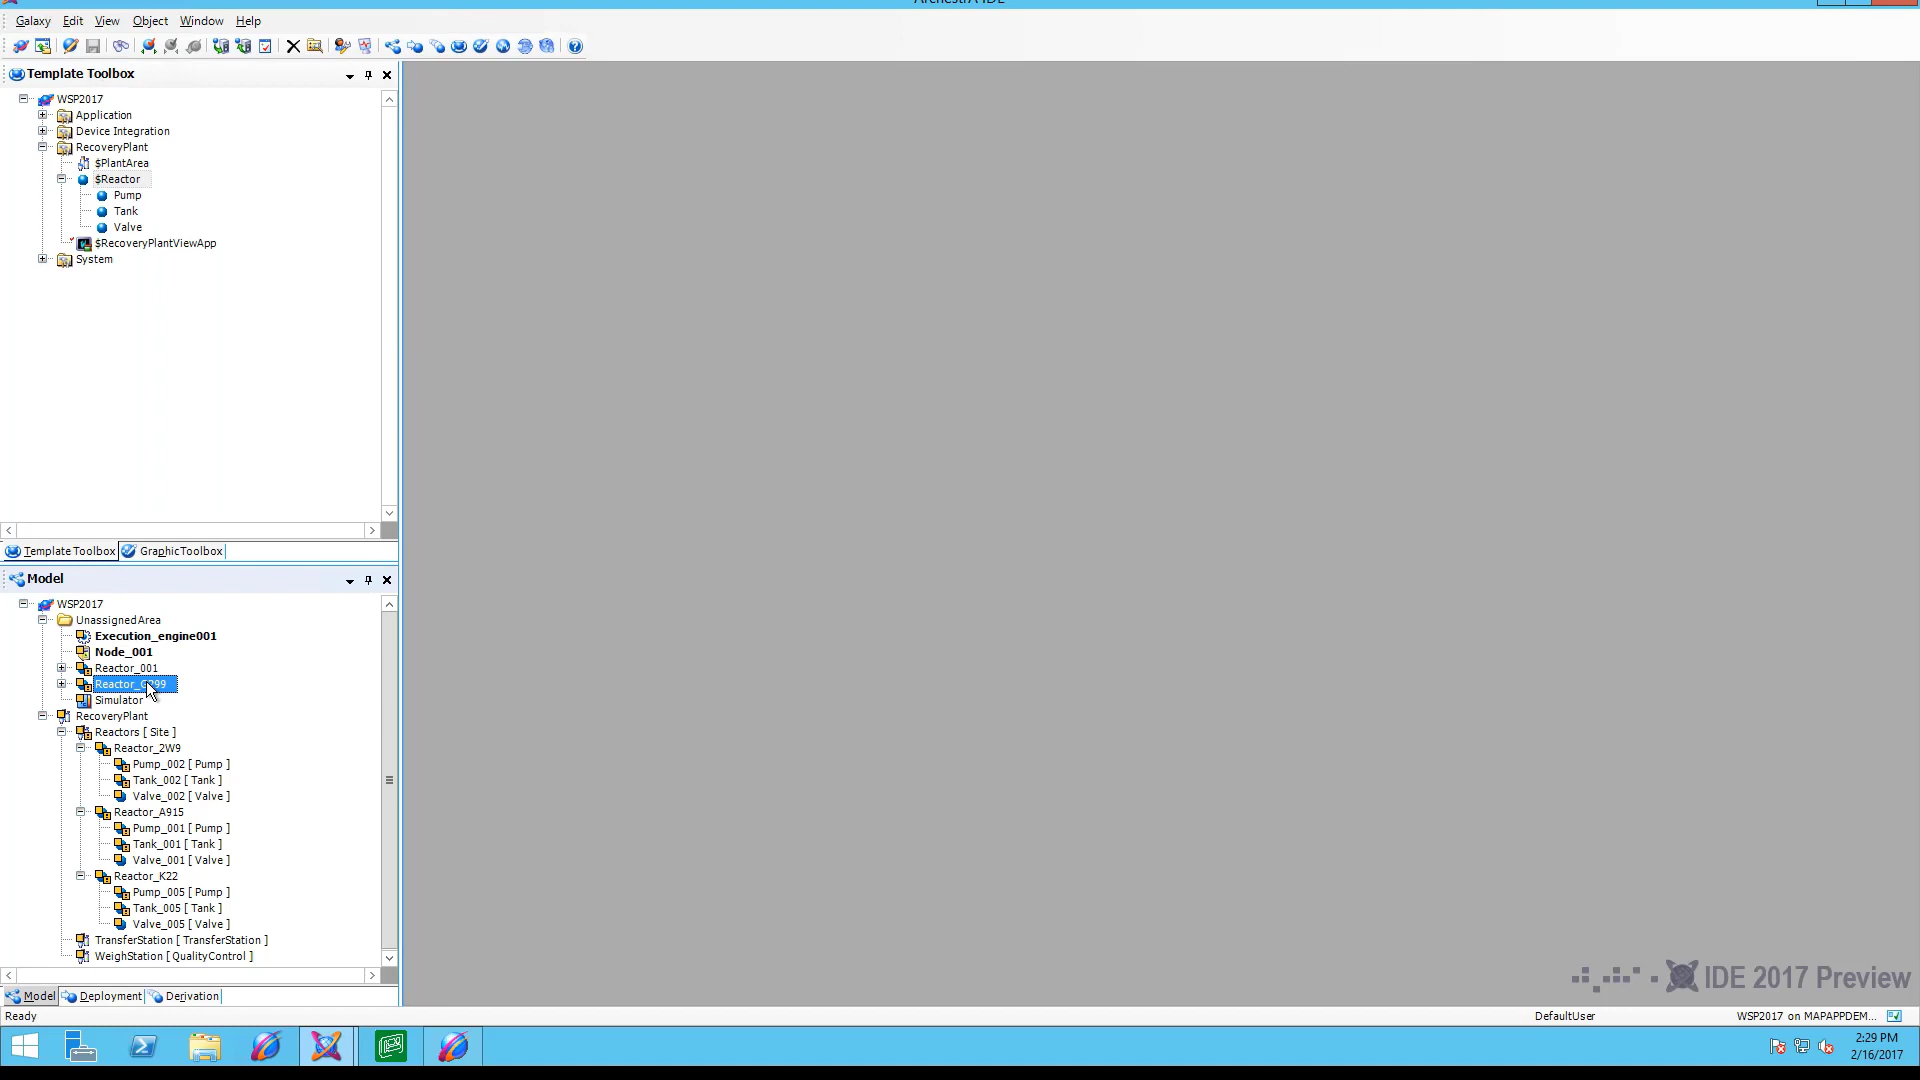 Galaxy Edit View Object Window Help
Template Toolbox
WSP2017
Application
Device Integration
RecoveryPlant
$PlantArea
$Reactor
Pump
Tank
Valve
$RecoveryPlantViewApp
System
Template Toolbox GraphicToolbox
Model
WSP2017
UnassignedArea
Execution_engine001
Node_001
Reactor_001
Simulator
RecoveryPlant
Reactors [ Site ]
Reactor_2W9
Pump_002 [ Pump ]
Tank_002 [ Tank ]
Valve_002 [ Valve ]
Reactor_A915
Pump_001 [ Pump ]
Tank_001 [ Tank ]
Valve_001 [ Valve ]
Reactor_K22
Pump_005 [ Pump ]
Tank_005 [ Tank ]
Valve_005 [ Valve ]
TransferStation [ TransferStation ]
WeighStation [ QualityControl ]
Model Deployment Derivation
IDE 2017 Preview
Ready DefaultUser WSP2017 on MAPAPPDEM...
2:29 PM
2/16/2017